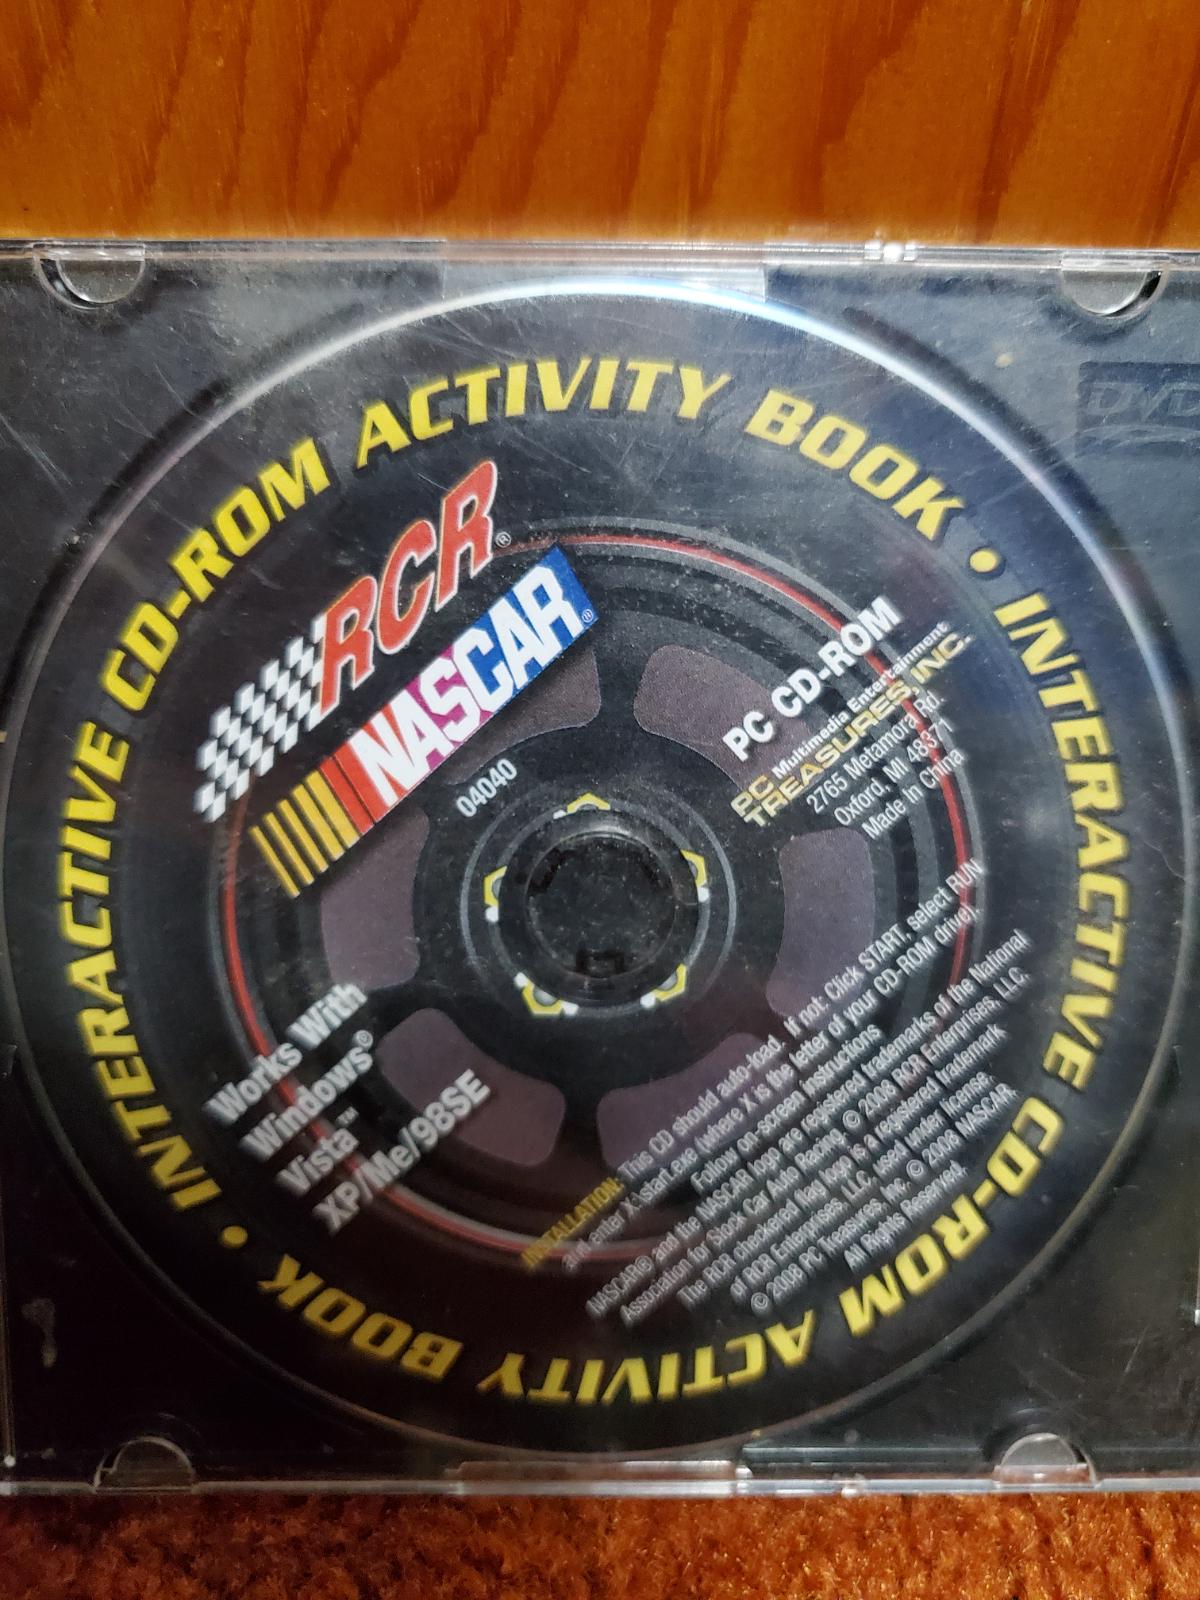 INTERACTIVE CD-ROM ACTIVITY BOOK • INTERACTIVE CD-ROM ACTIVITY BOOK •
RCR®
NASCAR®
04040
PC CD-ROM
PC Multimedia Entertainment
TREASURES, INC.
2765 Metamora Rd.
Oxford, MI 48371
Made In China
Works With
Windows®
Vista™
XP/Me/98SE
INSTALLATION: This CD should auto-load. If not: Click START, select RUN
and enter X:\start.exe (where X is the letter of your CD-ROM drive).
Follow on-screen instructions
NASCAR® and the NASCAR logo are registered trademarks of the National
Association for Stock Car Auto Racing. © 2008 RCR Enterprises, LLC.
The RCR checkered flag logo is a registered trademark
of RCR Enterprises, LLC, used under license.
© 2008 PC Treasures, Inc. © 2008 NASCAR.
All Rights Reserved.
DVD